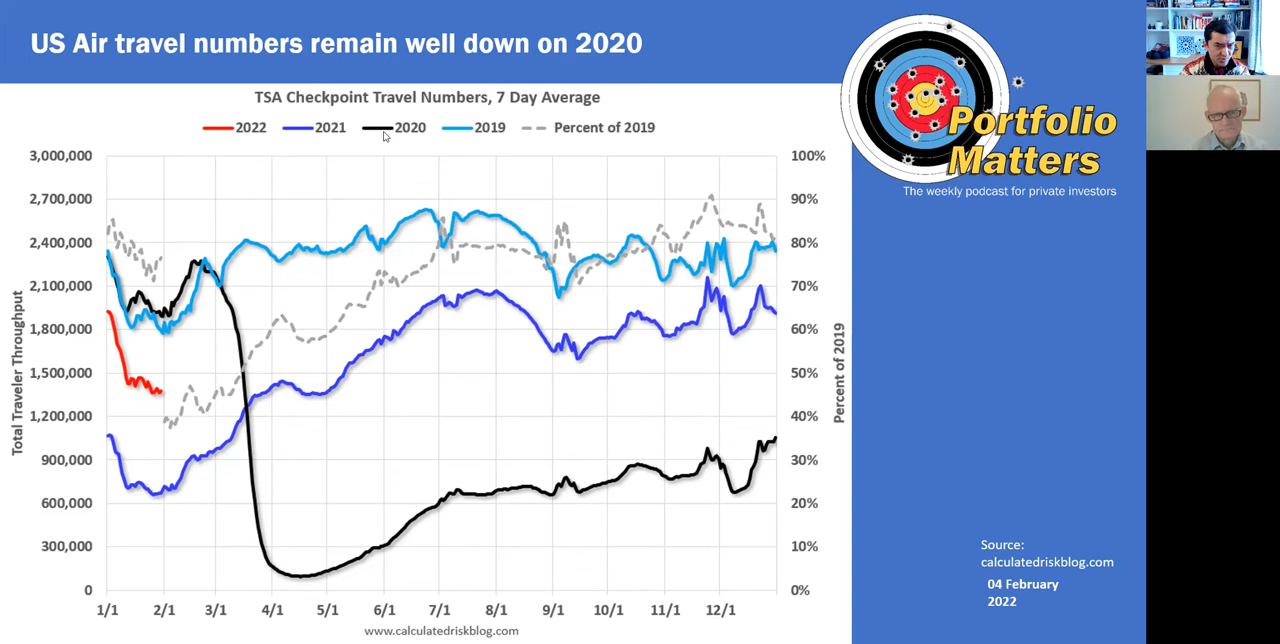 US Air travel numbers remain well down on 2020
TSA Checkpoint Travel Numbers, 7 Day Average
2022 2021 2020 2019 Percent of 2019
3,000,000
2,700,000
2,400,000
2,100,000
1,800,000
1,500,000
1,200,000
900,000
600,000
300,000
0
Total Traveler Throughput
100%
90%
80%
70%
60%
50%
40%
30%
20%
10%
0%
Percent of 2019
1/1 2/1 3/1 4/1 5/1 6/1 7/1 8/1 9/1 10/1 11/1 12/1
www.calculatedriskblog.com
Portfolio
Matters
The weekly podcast for private investors
Source:
calculatedriskblog.com
04 February
2022